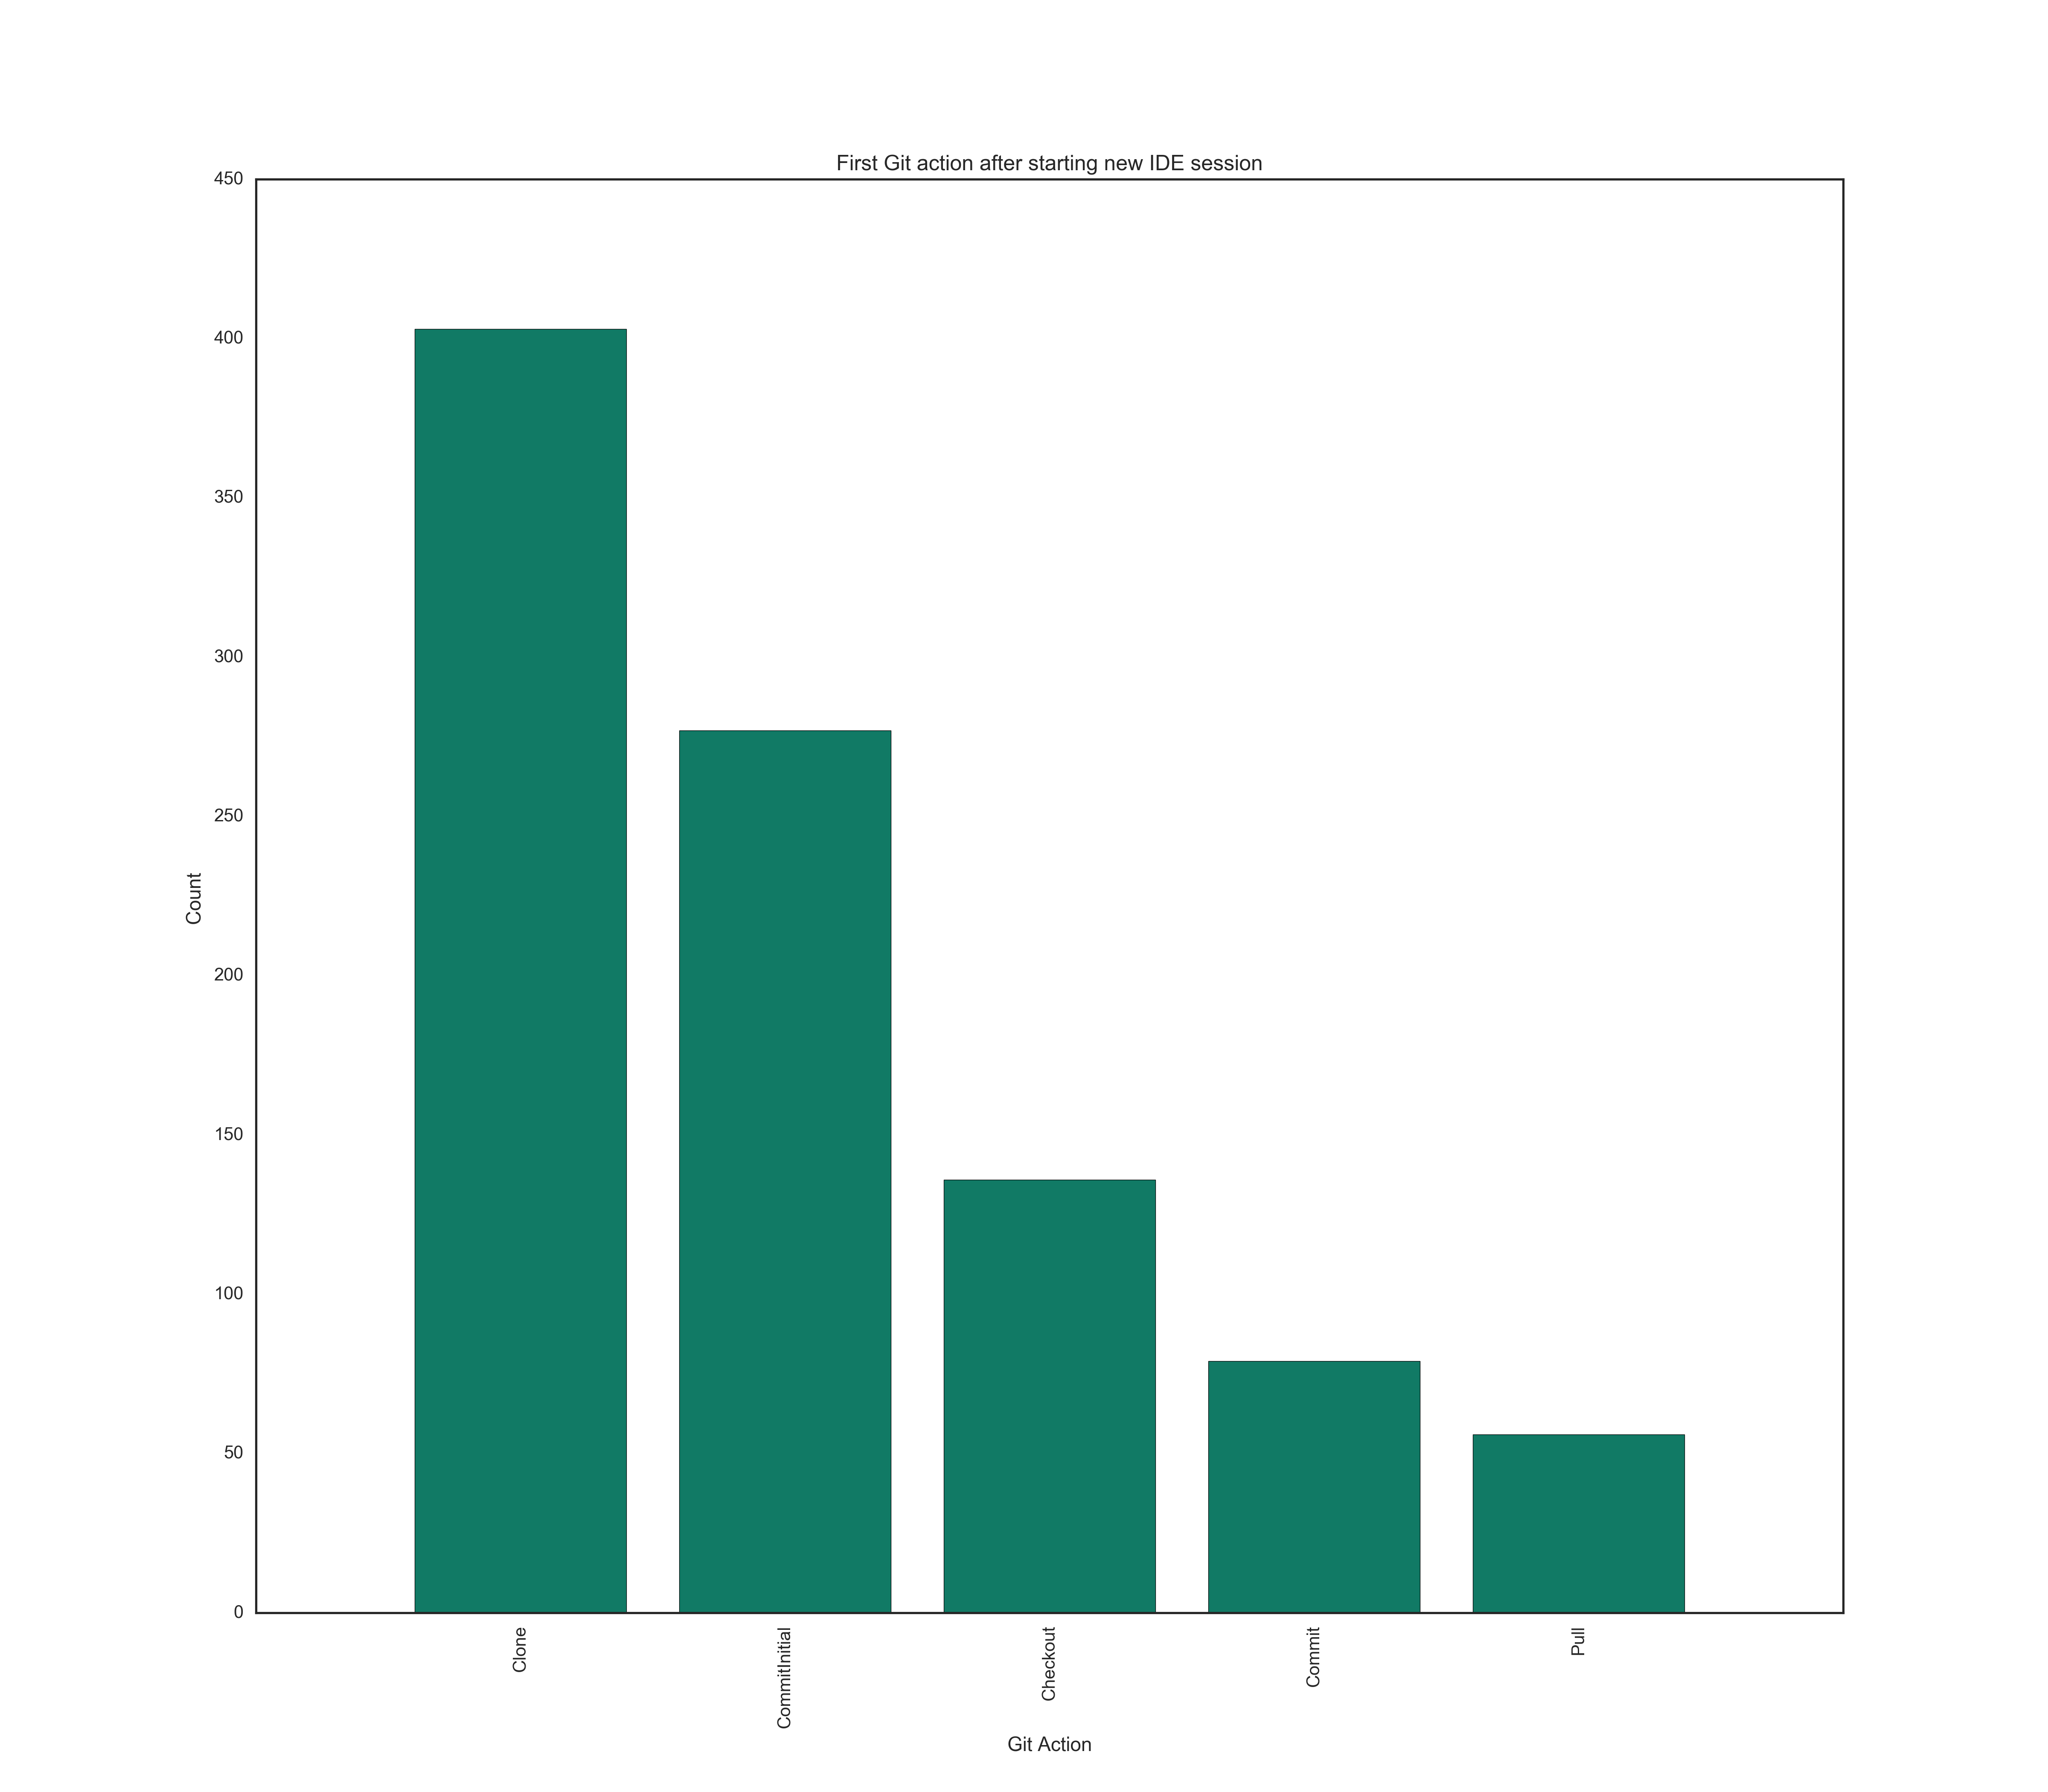 First Git action after starting new IDE session
450
400
350
300
250
200
150
100
50
0
Count
Clone
CommitInitial
Checkout
Commit
Pull
Git Action